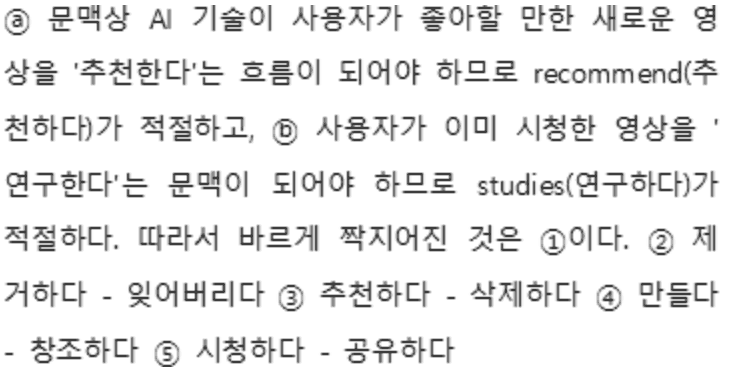 ⓐ 문맥상 AI 기술이 사용자가 좋아할 만한 새로운 영
상을 '추천한다'는 흐름이 되어야 하므로 recommend(추
천하다)가 적절하고, ⓑ 사용자가 이미 시청한 영상을 '
연구한다'는 문맥이 되어야 하므로 studies(연구하다)가
적절하다. 따라서 바르게 짝지어진 것은 ①이다. ② 제
거하다 - 잊어버리다 ③ 추천하다 - 삭제하다 ④ 만들다
- 창조하다 ⑤ 시청하다 - 공유하다